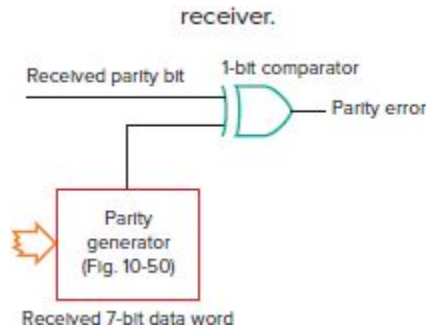 receiver.
Received parity bit
1-bit comparator
Parity error
Parity
generator
(Fig. 10-50)
Received 7-bit data word